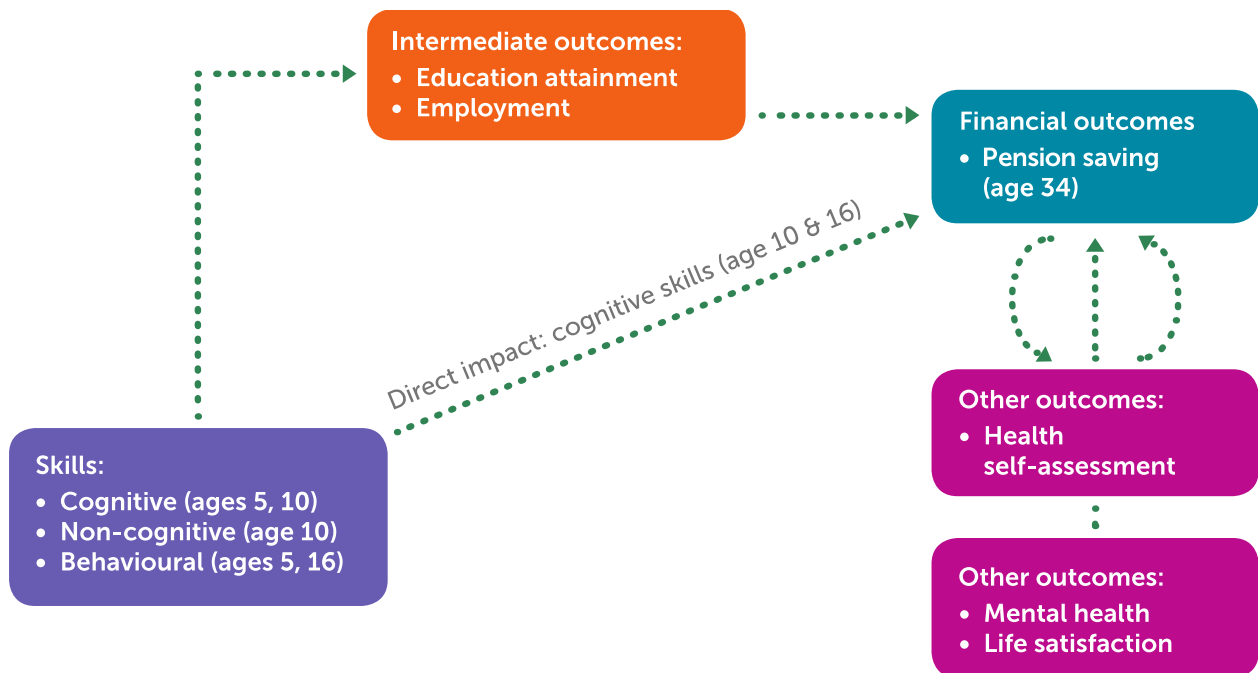 Intermediate outcomes:
• Education attainment
• Employment
Financial outcomes
• Pension saving
(age 34)
Direct impact: cognitive skills (age 10 & 16)
Other outcomes:
• Health
self-assessment
Skills:
• Cognitive (ages 5, 10)
• Non-cognitive (age 10)
• Behavioural (ages 5, 16)
Other outcomes:
• Mental health
• Life satisfaction